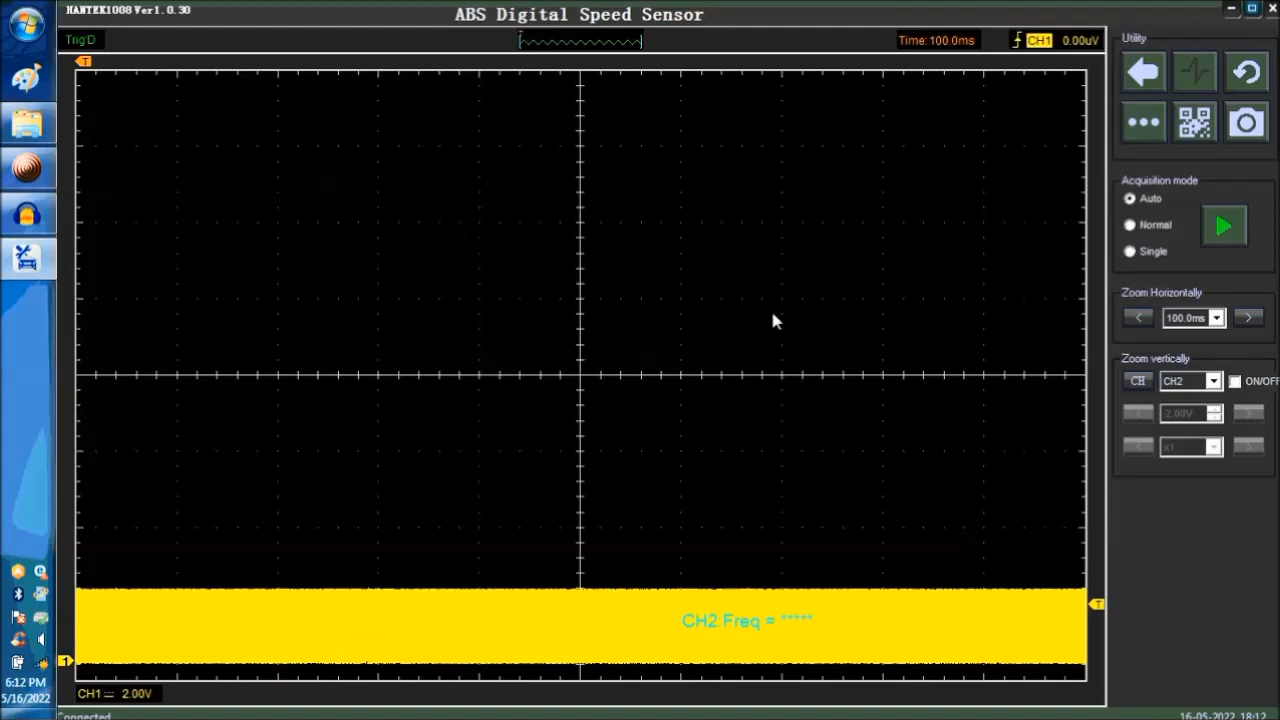 HANTEK1008 Ver1.0.30
ABS Digital Speed Sensor
Trig'D
Time:100.0ms
CH1 0.00uV
T
Utility
Acquisition mode
Auto
Normal
Single
Zoom Horizontally
100.0ms
Zoom vertically
CH
CH2
ON/OFF
2.00V
x1
T
CH2:Freq = *****
1
CH1 2.00V
6:12 PM
5/16/2022
Connected
16-05-2022 18:12